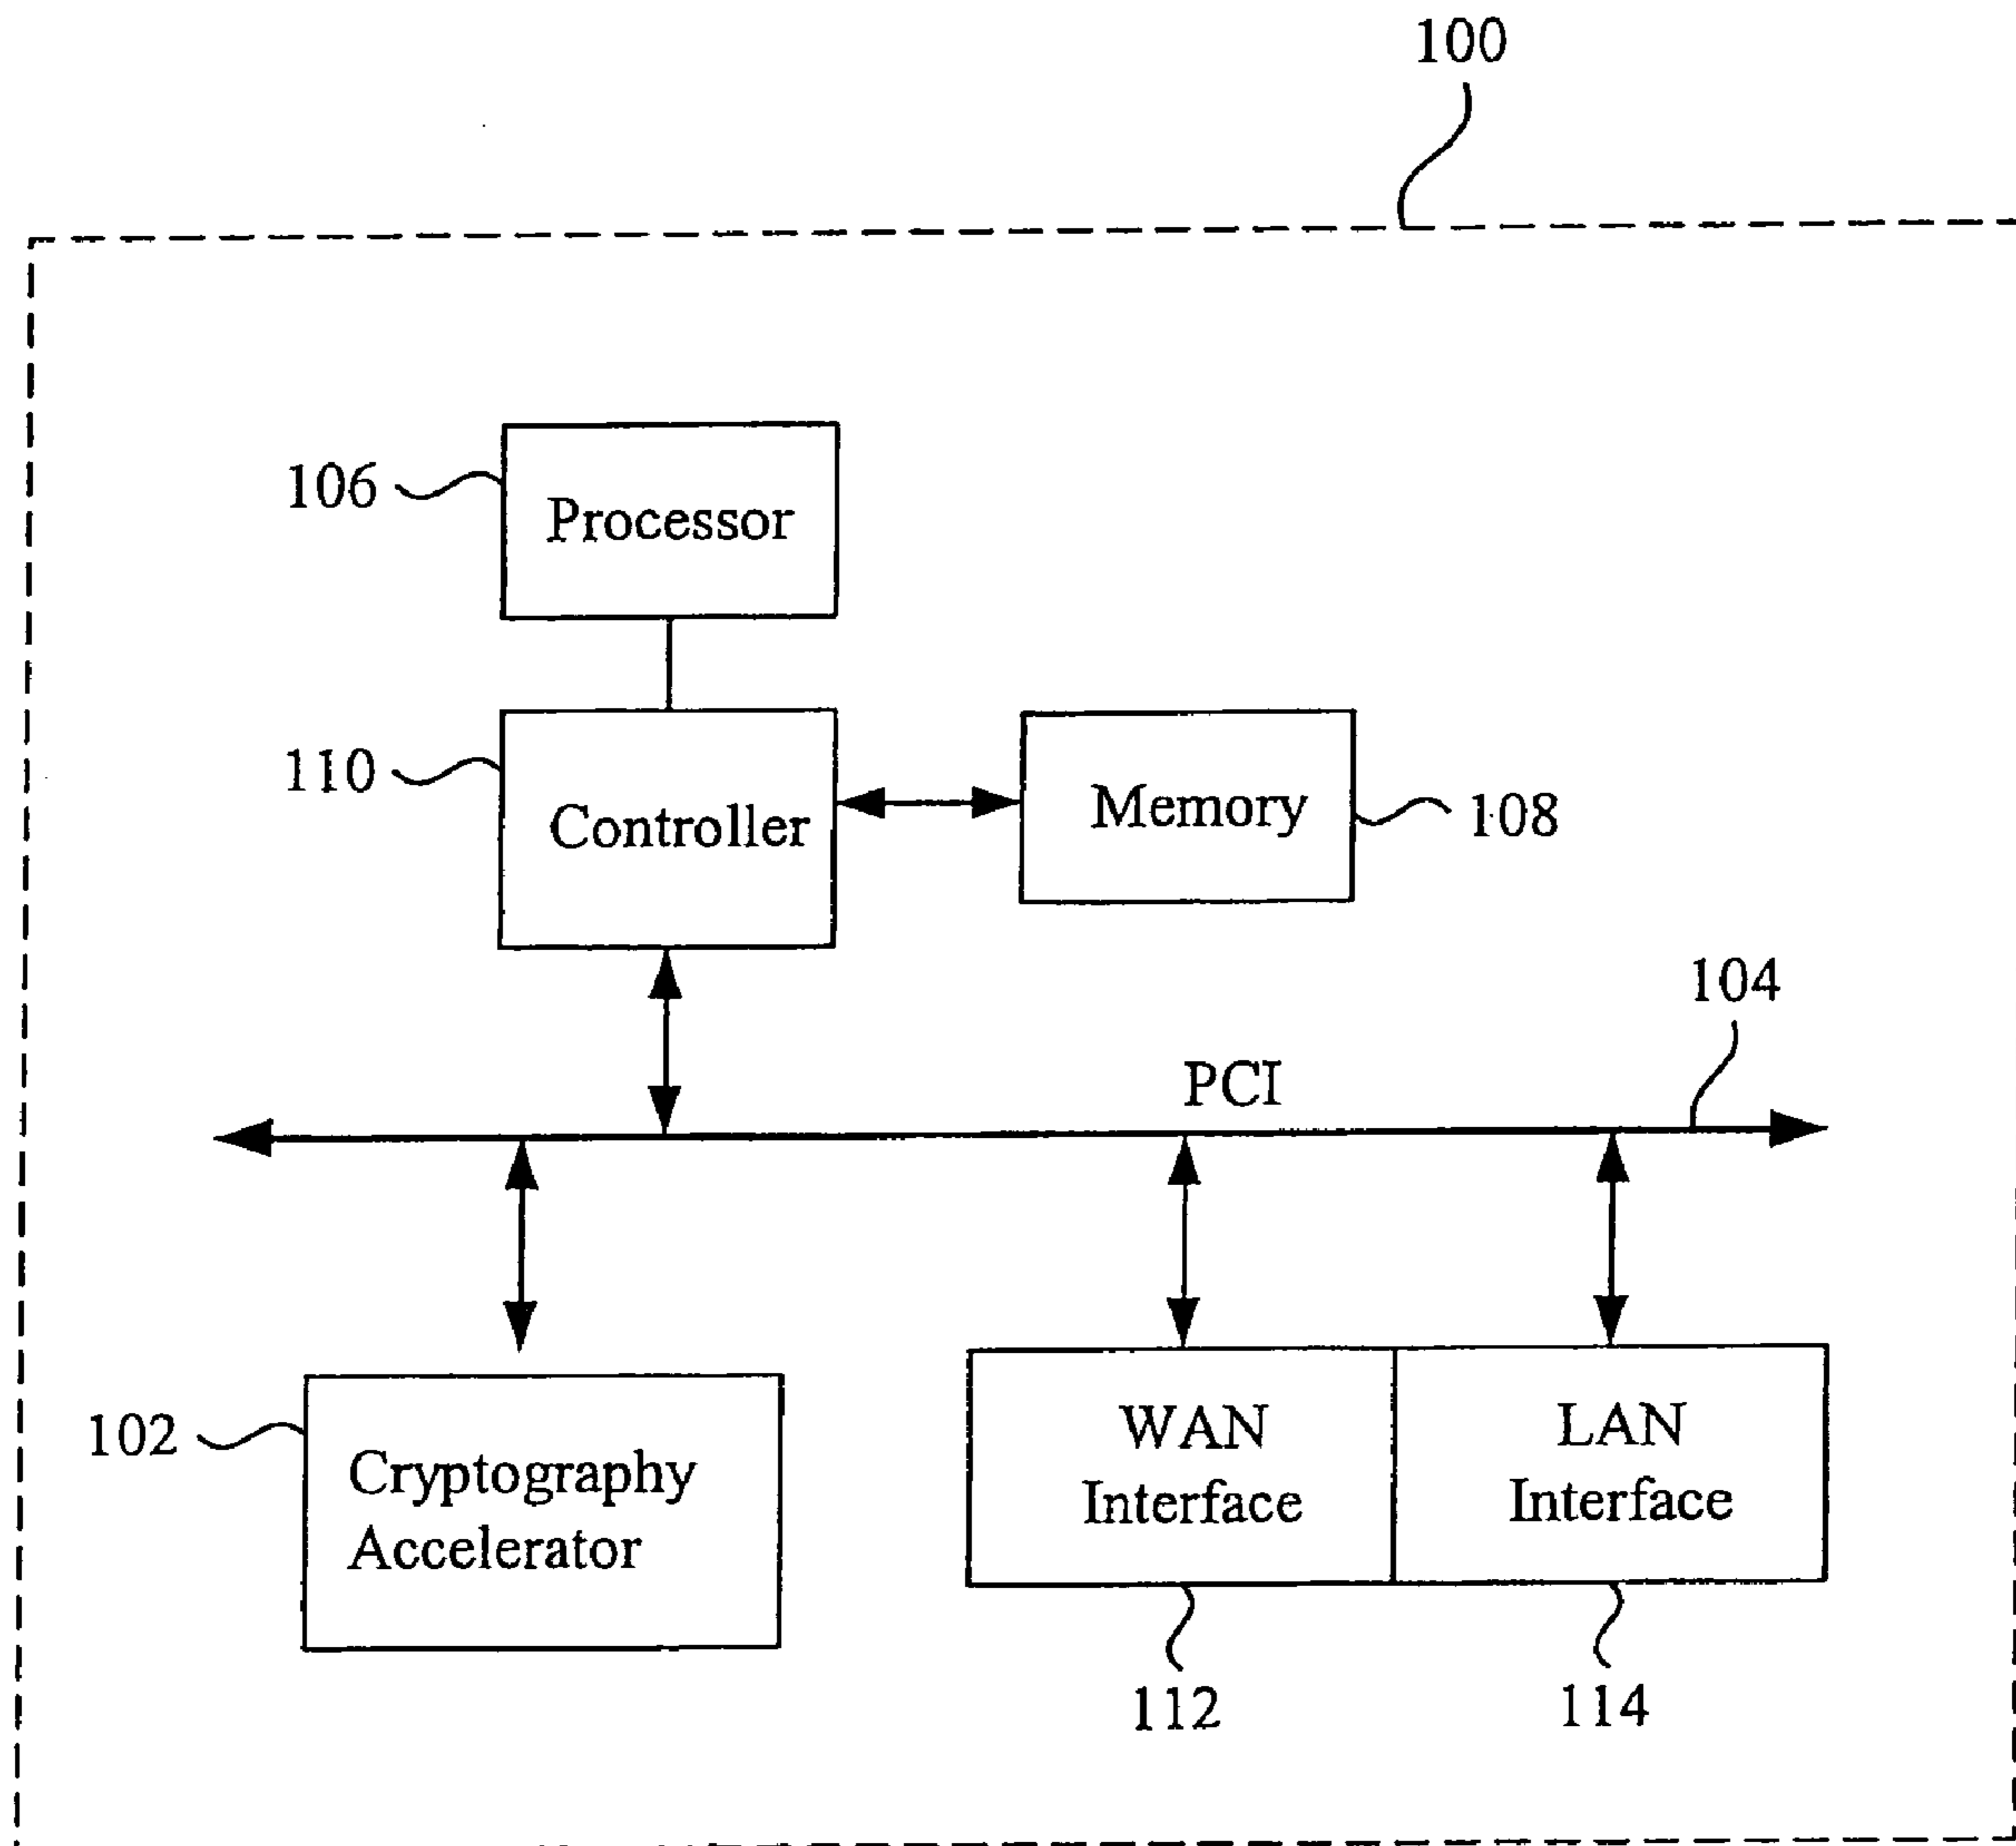 100
106
Processor
110
Controller
Memory
108
104
PCI
102
Cryptography
Accelerator
WAN
Interface
LAN
Interface
112
114